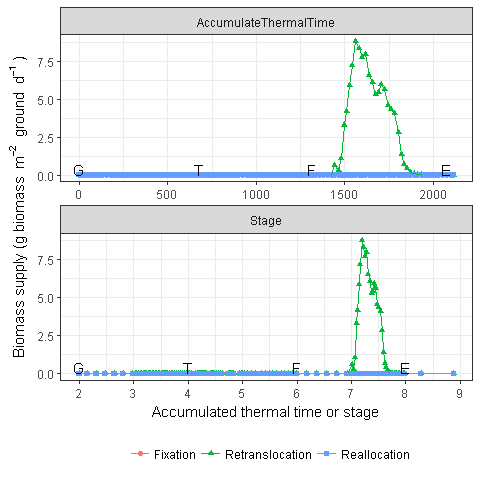 AccumulateThermalTime
Biomass supply (g biomass m⁻² ground d⁻¹)
7.5
5.0
2.5
0.0
G T F E
0 500 1000 1500 2000
Stage
7.5
5.0
2.5
0.0
G T F E
2 3 4 5 6 7 8 9
Accumulated thermal time or stage
Fixation Retranslocation Reallocation